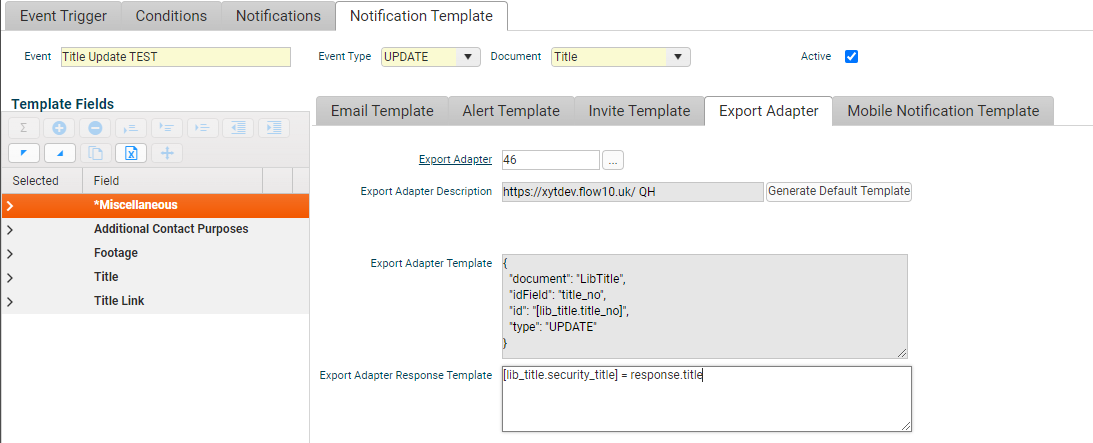 Event Trigger Conditions Notifications Notification Template
Event Title Update TEST Event Type UPDATE Document Title Active
Template Fields
Email Template Alert Template Invite Template Export Adapter Mobile Notification Template
Σ
Export Adapter 46 ...
Selected Field
Export Adapter Description https://xytdev.flow10.uk/ QH Generate Default Template
*Miscellaneous
Additional Contact Purposes
Footage
Title
Title Link
Export Adapter Template {
"document": "LibTitle",
"idField": "title_no",
"id": "[lib_title.title_no]",
"type": "UPDATE"
}
Export Adapter Response Template [lib_title.security_title] = response.title